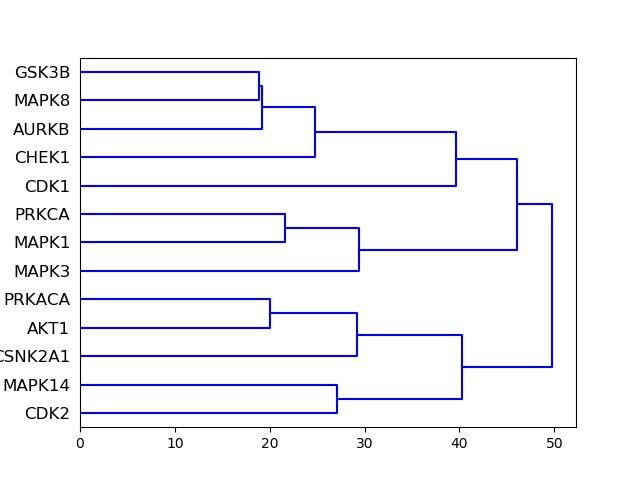 GSK3B
MAPK8
AURKB
CHEK1
CDK1
PRKCA
MAPK1
MAPK3
PRKACA
AKT1
CSNK2A1
MAPK14
CDK2
0 10 20 30 40 50